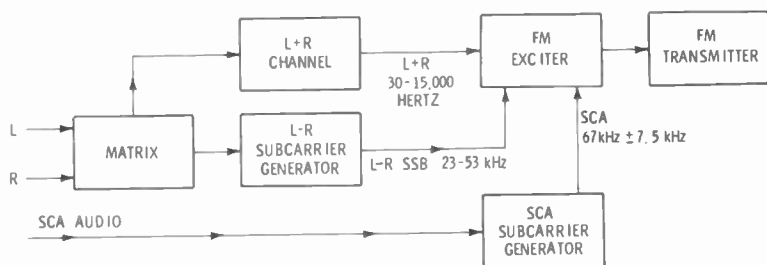 L+R
CHANNEL
L+R
30-15,000
HERTZ
FM
EXCITER
FM
TRANSMITTER
L
R
MATRIX
L-R
SUBCARRIER
GENERATOR
L-R SSB 23-53 kHz
SCA
67kHz ±7.5 kHz
SCA AUDIO
SCA
SUBCARRIER
GENERATOR